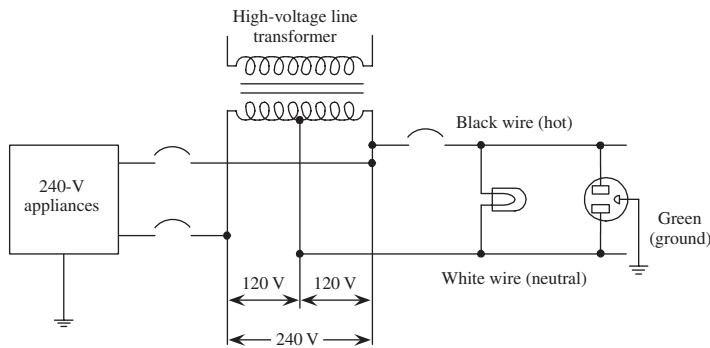 High-voltage line
transformer
Black wire (hot)
240-V
appliances
Green
(ground)
120 V
120 V
White wire (neutral)
240 V